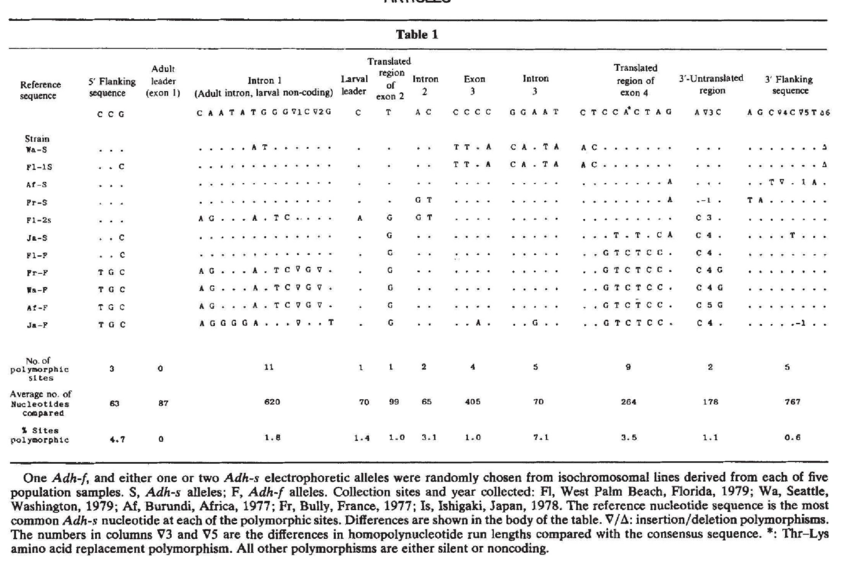 ARTICLES
Table 1
Reference sequence 5' Flanking sequence Adult leader (exon 1) Intron 1 (Adult intron, larval non-coding) Larval leader Translated region of exon 2 Intron 2 Exon 3 Intron 3 Translated region of exon 4 3'-Untranslated region 3' Flanking sequence
C C G C A A T A T G G G ∇1 C ∇2 G C T A C C C C C G G A A T C T C C A* C T A G A ∇3 C A G C ∇4 C ∇5 T Δ6
Strain
Wa-S . . . . . . . . A T . . . . . . . . . . . T T . A C A . T A A C . . . . . . . . . . . . . . . . . Δ
Fl-1S . . C . . . . . . . . . . . . . . . . . . T T . A C A . T A A C . . . . . . . . . . . . . . . . . Δ
Af-S . . . . . . . . . . . . . . . . . . . . . . . . . . . . . . . . . . . . . . A . . . . . T ∇ . 1 A .
Fr-S . . . . . . . . . . . . . . . . . . G T . . . . . . . . . . . . . . . . . A . -1 . T A . . . . . .
Fl-2s . . . A G . . . A . T C . . . . A G G T . . . . . . . . . . . . . . . . . . C 3 . . . . . . . . .
Ja-S . . C . . . . . . . . . . . . . . G . . . . . . . . . . . . . . T . T . C A C 4 . . . . . T . . .
Fl-F . . C . . . . . . . . . . . . . . G . . . . . . . . . . . . . G T C T C C . C 4 . . . . . . . . .
Fr-F T G C A G . . . A . T C ∇ G ∇ . . G . . . . . . . . . . . . . G T C T C C . C 4 G . . . . . . . .
Wa-F T G C A G . . . A . T C ∇ G ∇ . . G . . . . . . . . . . . . . G T C T C C . C 4 G . . . . . . . .
Af-F T G C A G . . . A . T C ∇ G ∇ . . G . . . . . . . . . . . . . G T C T C C . C 5 G . . . . . . . .
Ja-F T G C A G G G G A . . . ∇ . . T . G . . . . A . . . G . . . . G T C T C C . C 4 . . . . . . -1 . .
No. of polymorphic sites 3 0 11 1 1 2 4 5 9 2 5
Average no. of Nucleotides compared 63 87 620 70 99 65 405 70 264 178 767
% Sites polymorphic 4.7 0 1.8 1.4 1.0 3.1 1.0 7.1 3.5 1.1 0.6
One Adh-f, and either one or two Adh-s electrophoretic alleles were randomly chosen from isochromosomal lines derived from each of five
population samples. S, Adh-s alleles; F, Adh-f alleles. Collection sites and year collected: Fl, West Palm Beach, Florida, 1979; Wa, Seattle,
Washington, 1979; Af, Burundi, Africa, 1977; Fr, Bully, France, 1977; Is, Ishigaki, Japan, 1978. The reference nucleotide sequence is the most
common Adh-s nucleotide at each of the polymorphic sites. Differences are shown in the body of the table. ∇/Δ: insertion/deletion polymorphisms.
The numbers in columns ∇3 and ∇5 are the differences in homopolynucleotide run lengths compared with the consensus sequence. *: Thr–Lys
amino acid replacement polymorphism. All other polymorphisms are either silent or noncoding.